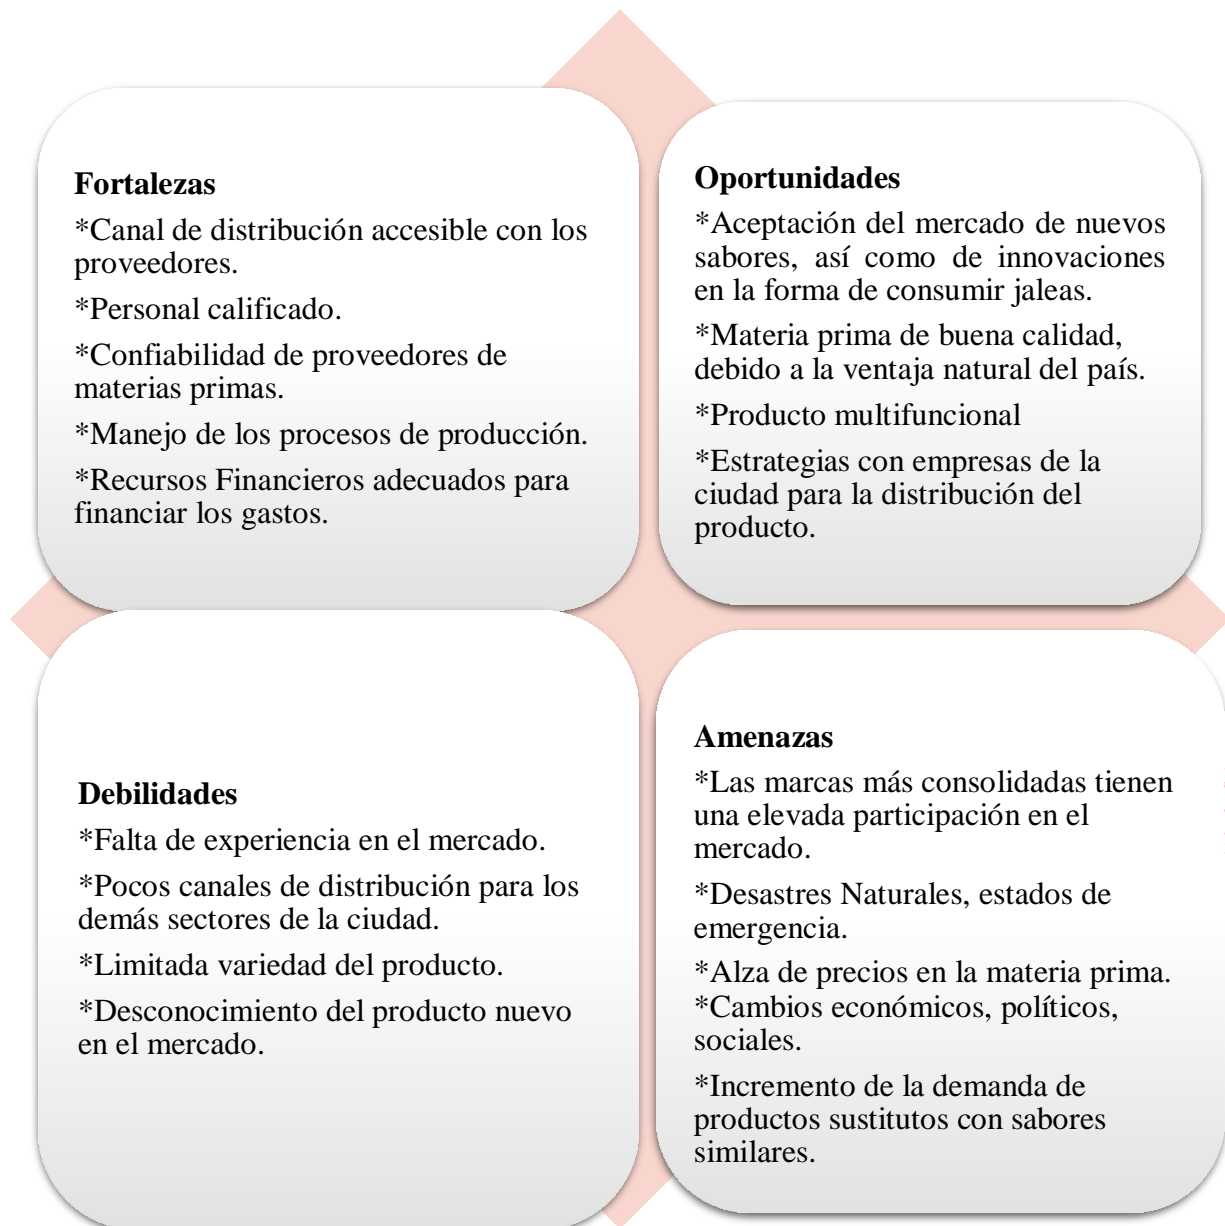 Fortalezas
*Canal de distribución accesible con los
proveedores.
*Personal calificado.
*Confiabilidad de proveedores de
materias primas.
*Manejo de los procesos de producción.
*Recursos Financieros adecuados para
financiar los gastos.
Oportunidades
*Aceptación del mercado de nuevos
sabores, así como de innovaciones
en la forma de consumir jaleas.
*Materia prima de buena calidad,
debido a la ventaja natural del país.
*Producto multifuncional
*Estrategias con empresas de la
ciudad para la distribución del
producto.
Debilidades
*Falta de experiencia en el mercado.
*Pocos canales de distribución para los
demás sectores de la ciudad.
*Limitada variedad del producto.
*Desconocimiento del producto nuevo
en el mercado.
Amenazas
*Las marcas más consolidadas tienen
una elevada participación en el
mercado.
*Desastres Naturales, estados de
emergencia.
*Alza de precios en la materia prima.
*Cambios económicos, políticos,
sociales.
*Incremento de la demanda de
productos sustitutos con sabores
similares.